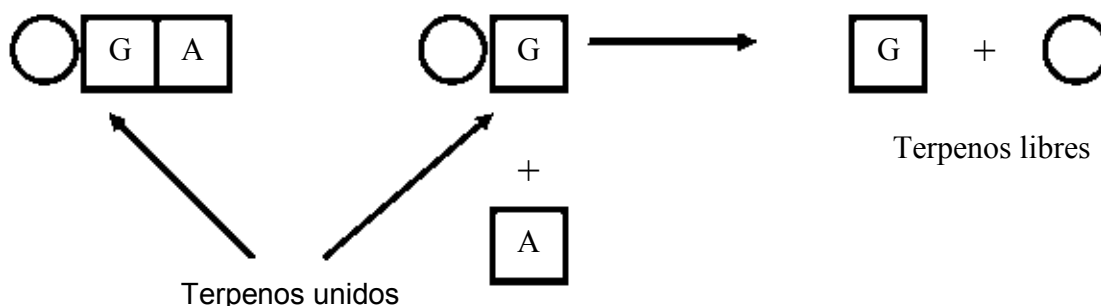 G A
G
G +
Terpenos libres
+
A
Terpenos unidos